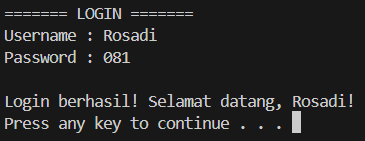 ======= LOGIN =======
Username : Rosadi
Password : 081

Login berhasil! Selamat datang, Rosadi!
Press any key to continue . . .